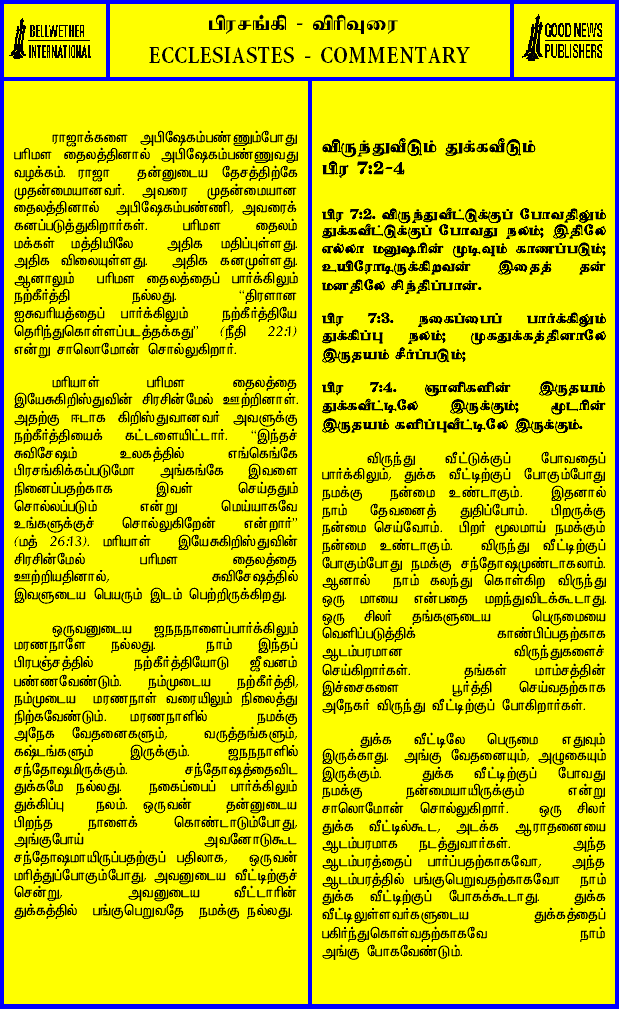 BELLWETHER
INTERNATIONAL
பிரசங்கி - விரிவுரை
ECCLESIASTES - COMMENTARY
GOOD NEWS
PUBLISHERS
ராஜாக்களை அபிஷேகம்பண்ணும்போது
பரிமள தைலத்தினால் அபிஷேகம்பண்ணுவது
வழக்கம். ராஜா தன்னுடைய தேசத்திற்கே
முதன்மையானவர். அவரை முதன்மையான
தைலத்தினால் அபிஷேகம்பண்ணி, அவரைக்
கனப்படுத்துகிறார்கள். பரிமள தைலம்
மக்கள் மத்தியிலே அதிக மதிப்புள்ளது.
அதிக விலையுள்ளது. அதிக கனமுள்ளது.
ஆனாலும் பரிமள தைலத்தைப் பார்க்கிலும்
நற்கீர்த்தி நல்லது. “திரளான
ஐசுவரியத்தைப் பார்க்கிலும் நற்கீர்த்தியே
தெரிந்துகொள்ளப்படத்தக்கது” (நீதி 22:1)
என்று சாலொமோன் சொல்லுகிறார்.
மரியாள் பரிமள தைலத்தை
இயேசுகிறிஸ்துவின் சிரசின்மேல் ஊற்றினாள்.
அதற்கு ஈடாக கிறிஸ்துவானவர் அவளுக்கு
நற்கீர்த்தியைக் கட்டளையிட்டார். “இந்தச்
சுவிசேஷம் உலகத்தில் எங்கெங்கே
பிரசங்கிக்கப்படுமோ அங்கங்கே இவளை
நினைப்பதற்காக இவள் செய்ததும்
சொல்லப்படும் என்று மெய்யாகவே
உங்களுக்குச் சொல்லுகிறேன் என்றார்”
(மத் 26:13). மரியாள் இயேசுகிறிஸ்துவின்
சிரசின்மேல் பரிமள தைலத்தை
ஊற்றியதினால், சுவிசேஷத்தில்
இவளுடைய பெயரும் இடம் பெற்றிருக்கிறது.
ஒருவனுடைய ஜநநநாளைப்பார்க்கிலும்
மரணநாளே நல்லது. நாம் இந்தப்
பிரபஞ்சத்தில் நற்கீர்த்தியோடு ஜீவனம்
பண்ணவேண்டும். நம்முடைய நற்கீர்த்தி,
நம்முடைய மரணநாள் வரையிலும் நிலைத்து
நிற்கவேண்டும். மரணநாளில் நமக்கு
அநேக வேதனைகளும், வருத்தங்களும்,
கஷ்டங்களும் இருக்கும். ஜநநநாளில்
சந்தோஷமிருக்கும். சந்தோஷத்தைவிட
துக்கமே நல்லது. நகைப்பைப் பார்க்கிலும்
துக்கிப்பு நலம். ஒருவன் தன்னுடைய
பிறந்த நாளைக் கொண்டாடும்போது,
அங்குபோய் அவனோடுகூட
சந்தோஷமாயிருப்பதற்குப் பதிலாக, ஒருவன்
மரித்துப்போகும்போது, அவனுடைய வீட்டிற்குச்
சென்று, அவனுடைய வீட்டாரின்
துக்கத்தில் பங்குபெறுவதே நமக்கு நல்லது.
விருந்துவீடும் துக்கவீடும்
பிர 7:2-4
பிர 7:2. விருந்துவீட்டுக்குப் போவதிலும்
துக்கவீட்டுக்குப் போவது நலம்; இதிலே
எல்லா மனுஷரின் முடிவும் காணப்படும்;
உயிரோடிருக்கிறவன் இதைத் தன்
மனதிலே சிந்திப்பான்.
பிர 7:3. நகைப்பைப் பார்க்கிலும்
துக்கிப்பு நலம்; முகதுக்கத்தினாலே
இருதயம் சீர்ப்படும்;
பிர 7:4. ஞானிகளின் இருதயம்
துக்கவீட்டிலே இருக்கும்; மூடரின்
இருதயம் களிப்புவீட்டிலே இருக்கும்.
விருந்து வீட்டுக்குப் போவதைப்
பார்க்கிலும், துக்க வீட்டிற்குப் போகும்போது
நமக்கு நன்மை உண்டாகும். இதனால்
நாம் தேவனைத் துதிப்போம். பிறருக்கு
நன்மை செய்வோம். பிறர் மூலமாய் நமக்கும்
நன்மை உண்டாகும். விருந்து வீட்டிற்குப்
போகும்போது நமக்கு சந்தோஷமுண்டாகலாம்.
ஆனால் நாம் கலந்து கொள்கிற விருந்து
ஒரு மாயை என்பதை மறந்துவிடக்கூடாது.
ஒரு சிலர் தங்களுடைய பெருமையை
வெளிப்படுத்திக் காண்பிப்பதற்காக
ஆடம்பரமான விருந்துகளைச்
செய்கிறார்கள். தங்கள் மாம்சத்தின்
இச்சைகளை பூர்த்தி செய்வதற்காக
அநேகர் விருந்து வீட்டிற்குப் போகிறார்கள்.
துக்க வீட்டிலே பெருமை எதுவும்
இருக்காது. அங்கு வேதனையும், அழுகையும்
இருக்கும். துக்க வீட்டிற்குப் போவது
நமக்கு நன்மையாயிருக்கும் என்று
சாலொமோன் சொல்லுகிறார். ஒரு சிலர்
துக்க வீட்டில்கூட, அடக்க ஆராதனையை
ஆடம்பரமாக நடத்துவார்கள். அந்த
ஆடம்பரத்தைப் பார்ப்பதற்காகவோ, அந்த
ஆடம்பரத்தில் பங்குபெறுவதற்காகவோ நாம்
துக்க வீட்டிற்குப் போகக்கூடாது. துக்க
வீட்டிலுள்ளவர்களுடைய துக்கத்தைப்
பகிர்ந்துகொள்வதற்காகவே நாம்
அங்கு போகவேண்டும்.